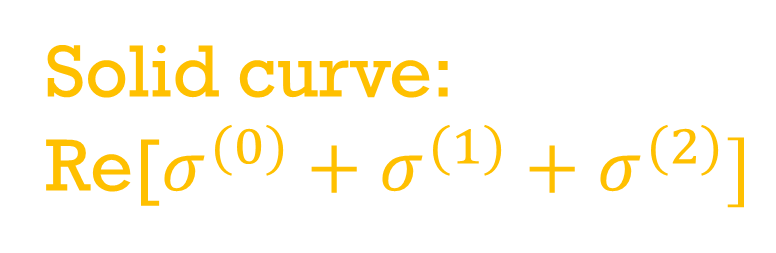 Solid curve:
Re[𝜎⁽⁰⁾ + 𝜎⁽¹⁾ + 𝜎⁽²⁾]